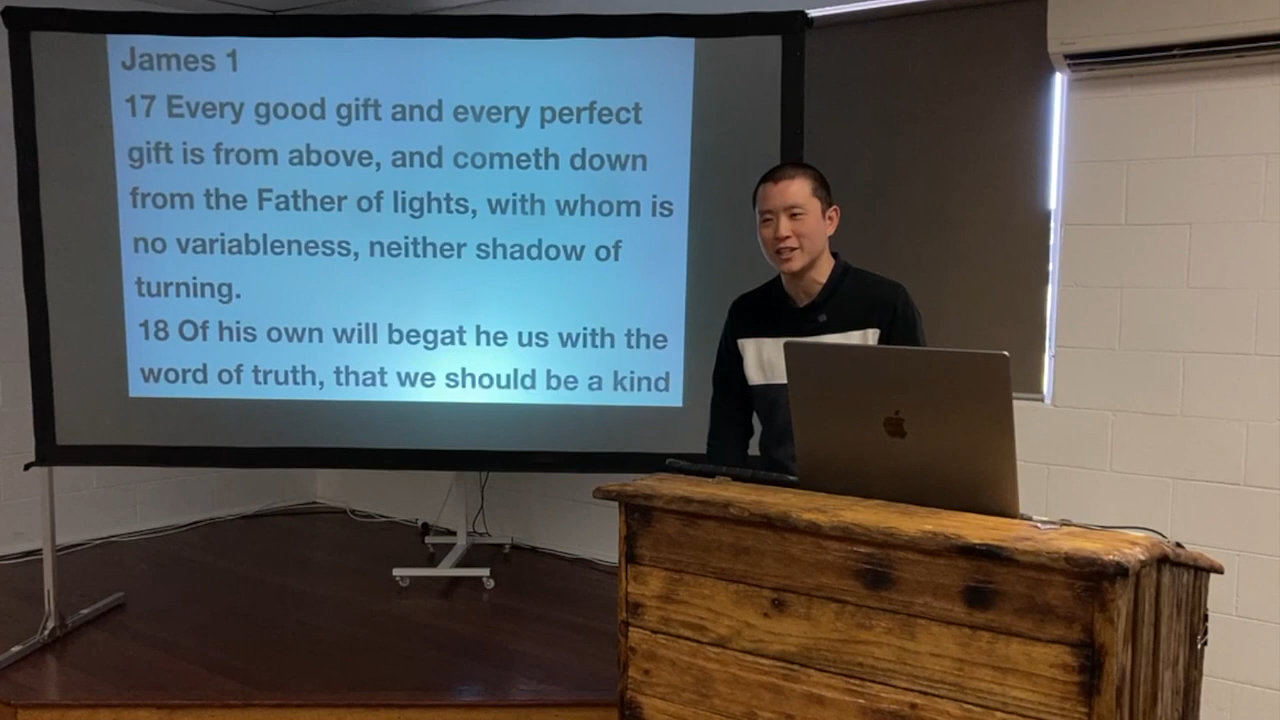 James 1
17 Every good gift and every perfect
gift is from above, and cometh down
from the Father of lights, with whom is
no variableness, neither shadow of
turning.
18 Of his own will begat he us with the
word of truth, that we should be a kind